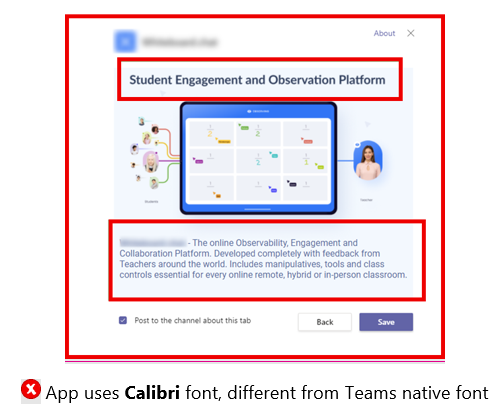 About
Student Engagement and Observation Platform
Students
Teacher
- The online Observability, Engagement and
Collaboration Platform. Developed completely with feedback from
Teachers around the world. Includes manipulatives, tools and class
controls essential for every online remote, hybrid or in-person classroom.
Post to the channel about this tab
Back
Save
App uses Calibri font, different from Teams native font